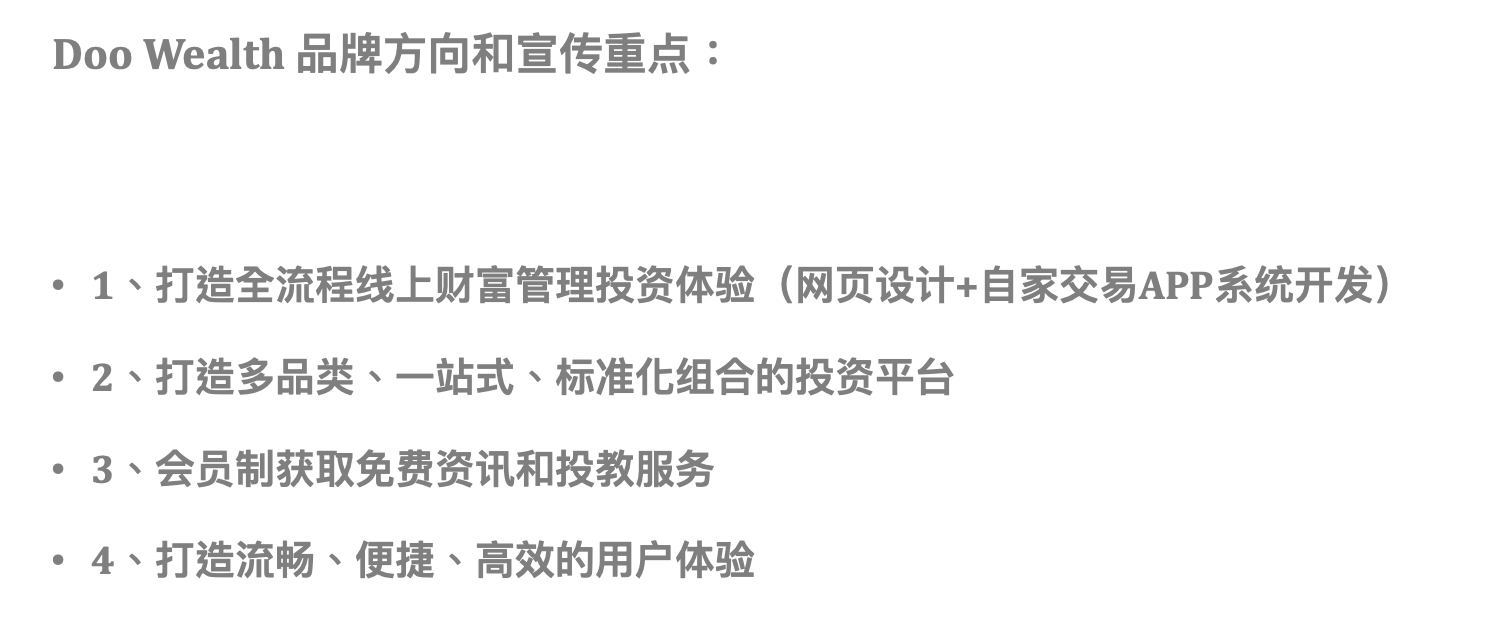 Doo Wealth 品牌方向和宣传重点：
• 1、打造全流程线上财富管理投资体验（网页设计+自家交易APP系统开发）
• 2、打造多品类、一站式、标准化组合的投资平台
• 3、会员制获取免费资讯和投教服务
• 4、打造流畅、便捷、高效的用户体验